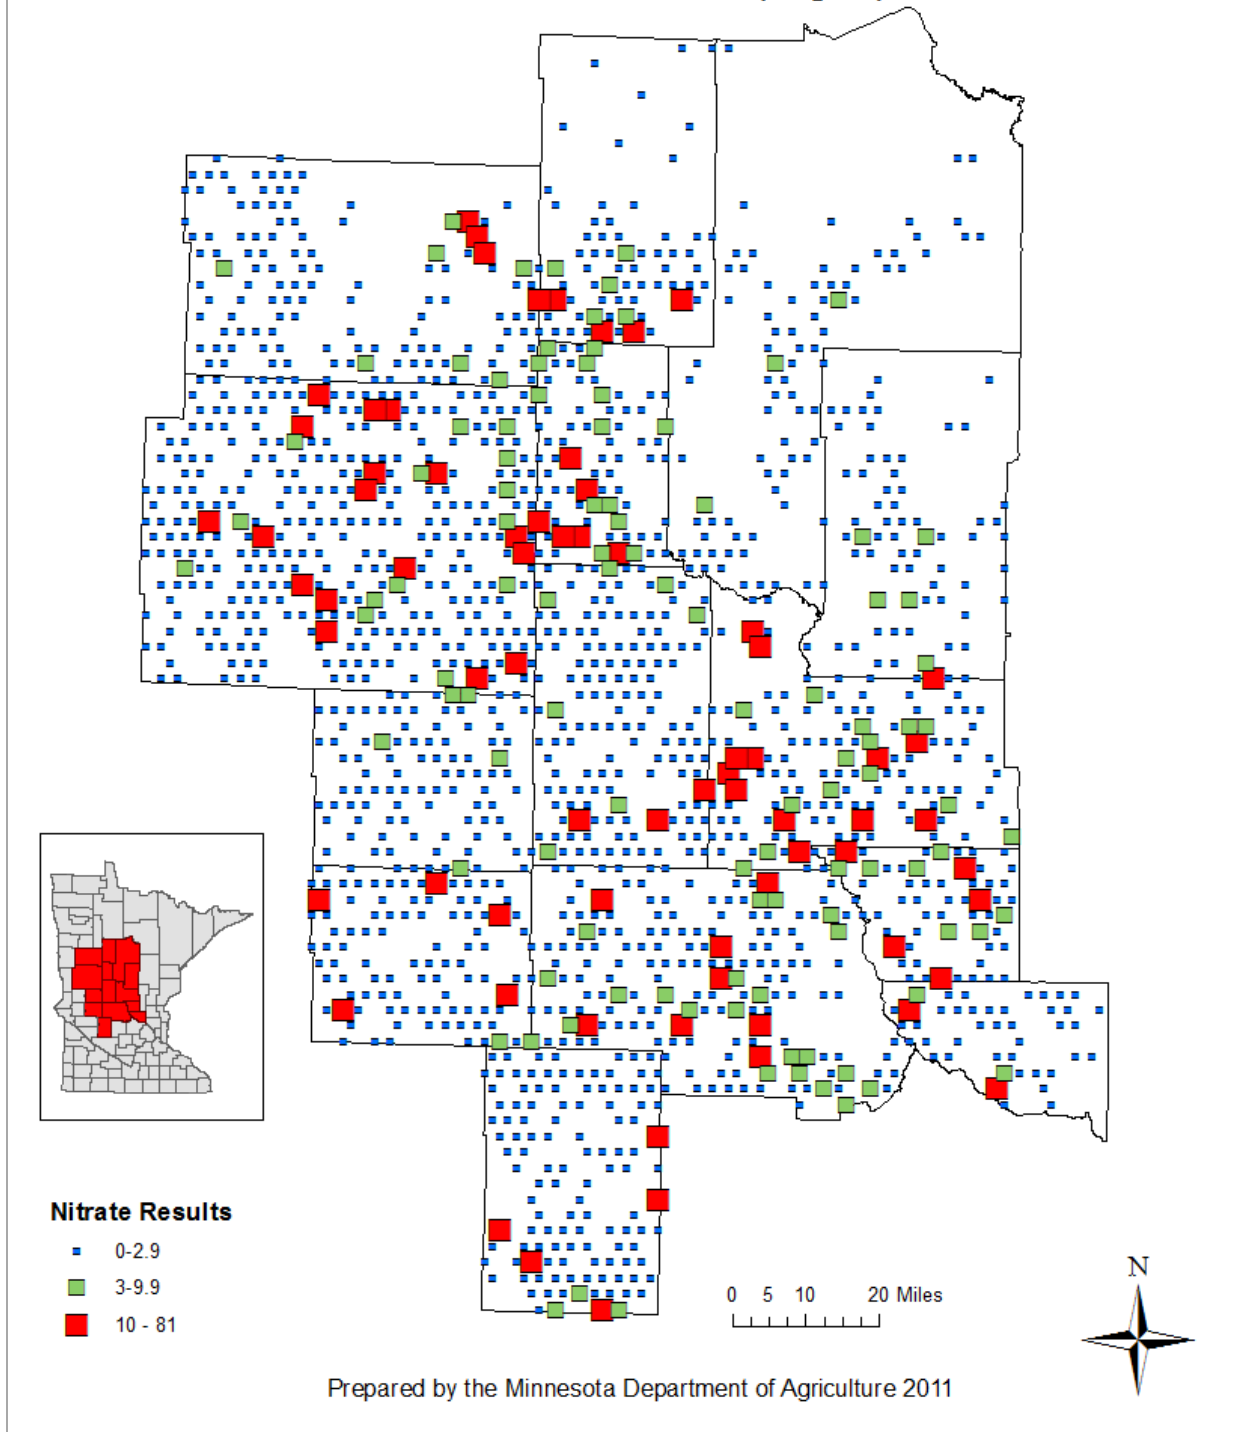 Nitrate Results
0-2.9
3-9.9
10 - 81
0 5 10 20 Miles
N
Prepared by the Minnesota Department of Agriculture 2011